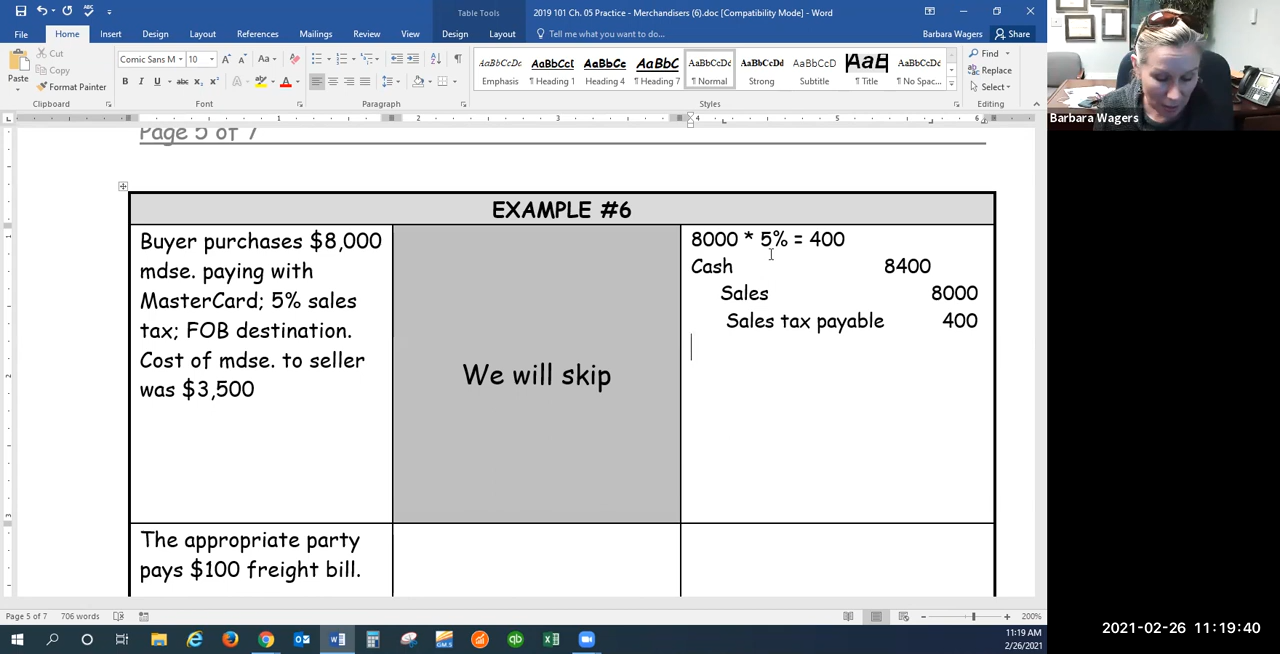 Table Tools
2019 101 Ch. 05 Practice - Merchandisers (6).doc [Compatibility Mode] - Word
File Home Insert Design Layout References Mailings Review View Design Layout Tell me what you want to do... Barbara Wagers Share
Paste
Cut
Copy
Format Painter
Clipboard
Comic Sans M 10
Font
Paragraph
AaBbCcDc AaBbCcl AaBbCc AaBbC AaBbCcDc AaBbCcDd AaBbCcD AaB AaBbCcDc
Emphasis ¶ Heading 1 Heading 4 ¶ Heading 7 ¶ Normal Strong Subtitle ¶ Title ¶ No Spac...
Styles
Find
Replace
Select
Editing
Page 5 of 7
EXAMPLE #6
Buyer purchases $8,000
mdse. paying with
MasterCard; 5% sales
tax; FOB destination.
Cost of mdse. to seller
was $3,500
We will skip
8000 * 5% = 400
Cash 8400
Sales 8000
Sales tax payable 400
The appropriate party
pays $100 freight bill.
Page 5 of 7 706 words 200%
11:19 AM
2/26/2021
Barbara Wagers
2021-02-26 11:19:40